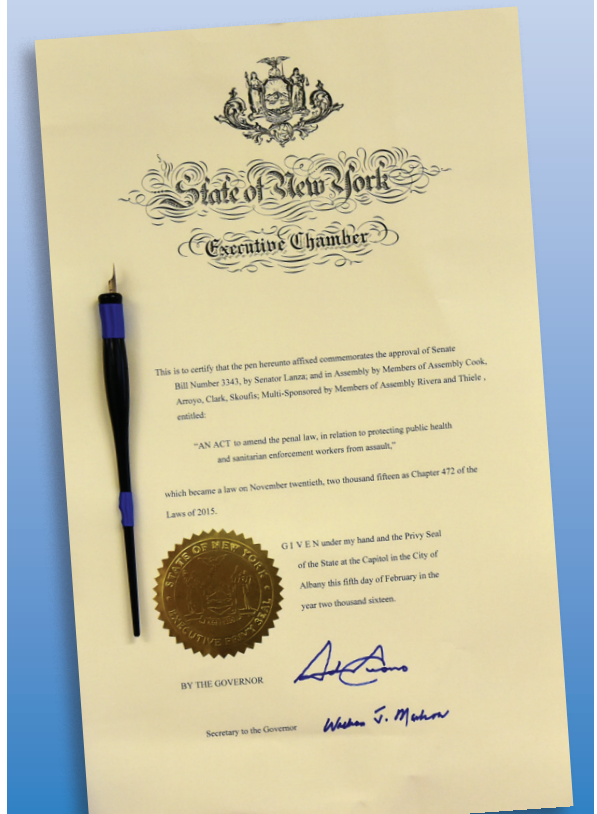 State of New York
Executive Chamber
This is to certify that the pen hereunto affixed commemorates the approval of Senate
Bill Number 3343, by Senator Lanza; and in Assembly by Members of Assembly Cook,
Arroyo, Clark, Skoufis; Multi-Sponsored by Members of Assembly Rivera and Thiele ,
entitled:
“AN ACT to amend the penal law, in relation to protecting public health
and sanitarian enforcement workers from assault,”
which became a law on November twentieth, two thousand fifteen as Chapter 472 of the
Laws of 2015.
G I V E N under my hand and the Privy Seal
of the State at the Capitol in the City of
Albany this fifth day of February in the
year two thousand sixteen.
STATE OF NEW YORK
EXECUTIVE PRIVY SEAL
BY THE GOVERNOR
Secretary to the Governor